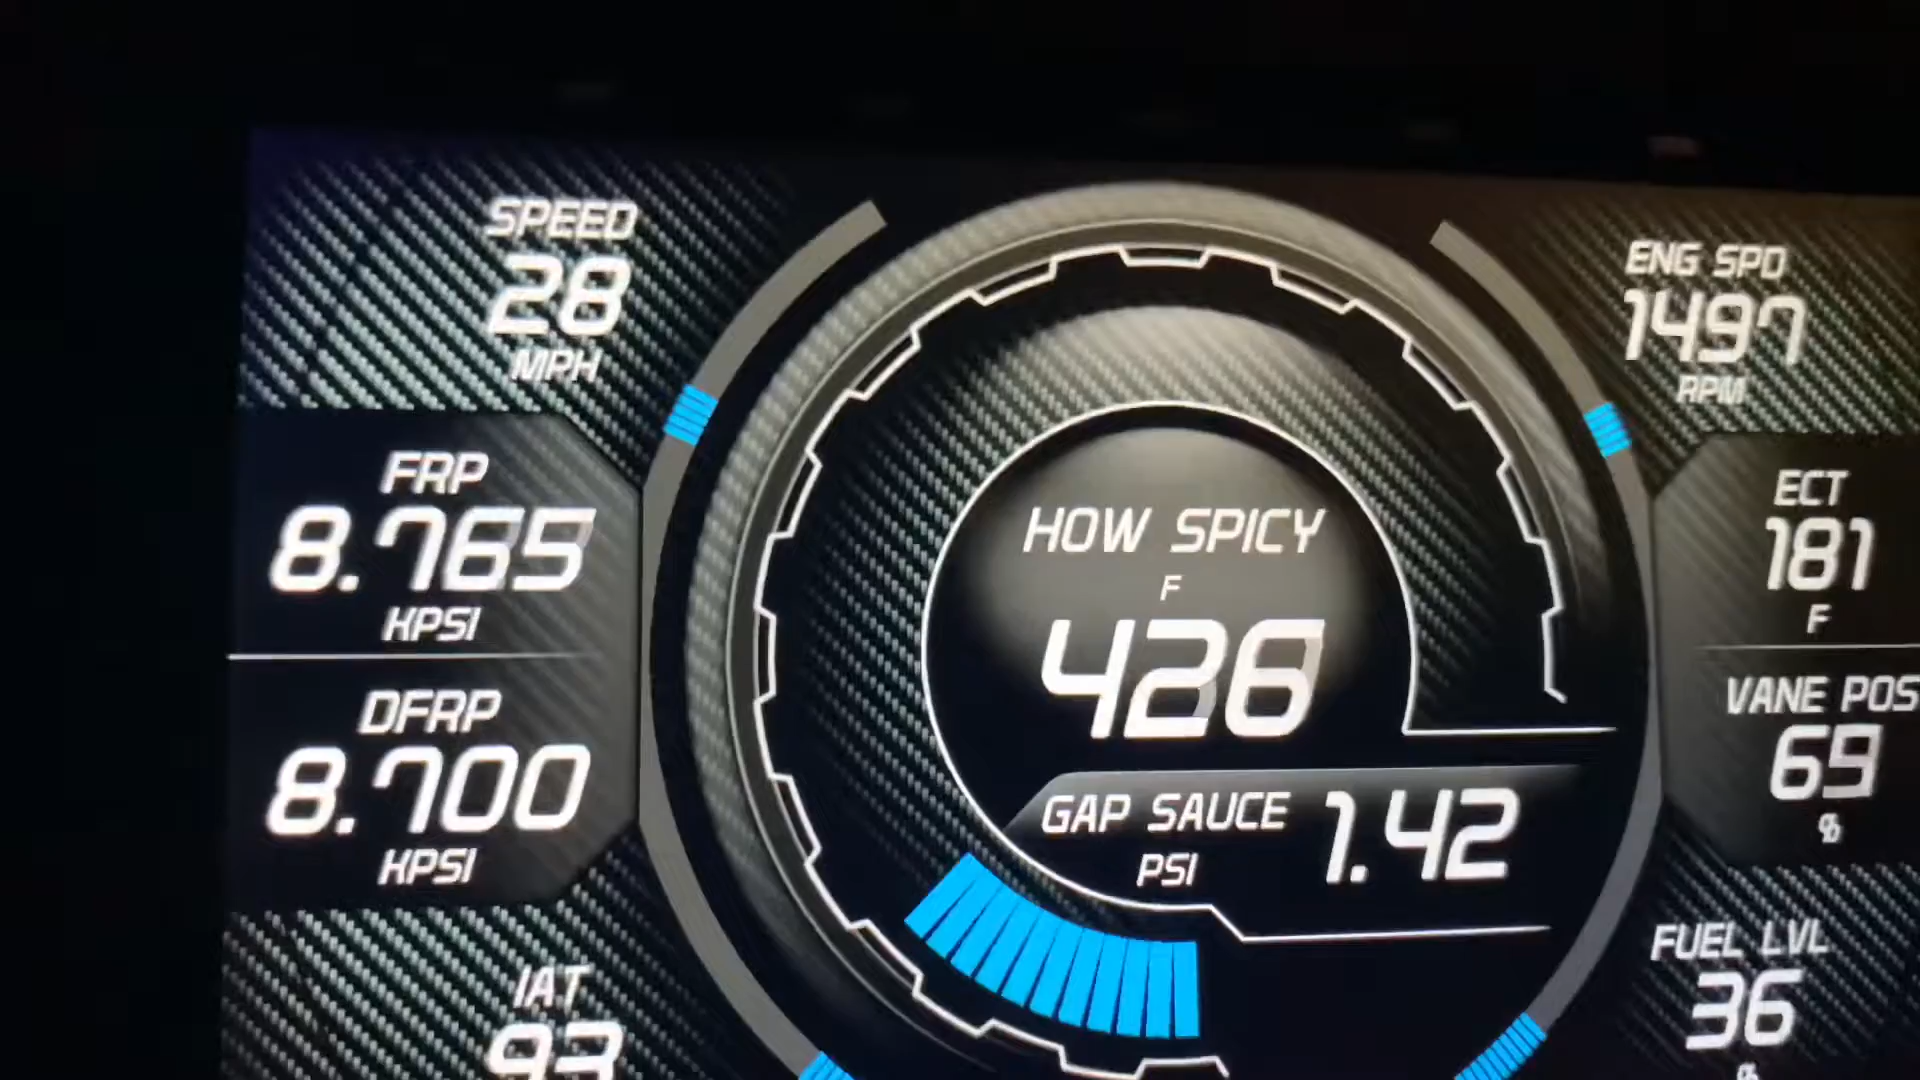 SPEED
28
MPH
FRP
8.765
KPSI
DFRP
8.700
KPSI
IAT
93
HOW SPICY
F
426
GAP SAUCE 1.42
PSI
ENG SPD
1497
RPM
ECT
181
F
VANE POS
69
%
FUEL LVL
36
%